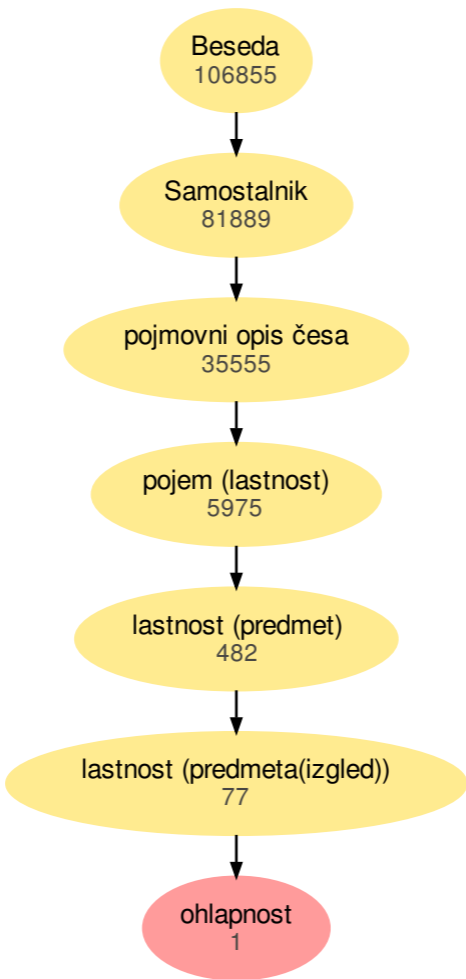 Beseda
106855
Samostalnik
81889
pojmovni opis česa
35555
pojem (lastnost)
5975
lastnost (predmet)
482
lastnost (predmeta(izgled))
77
ohlapnost
1